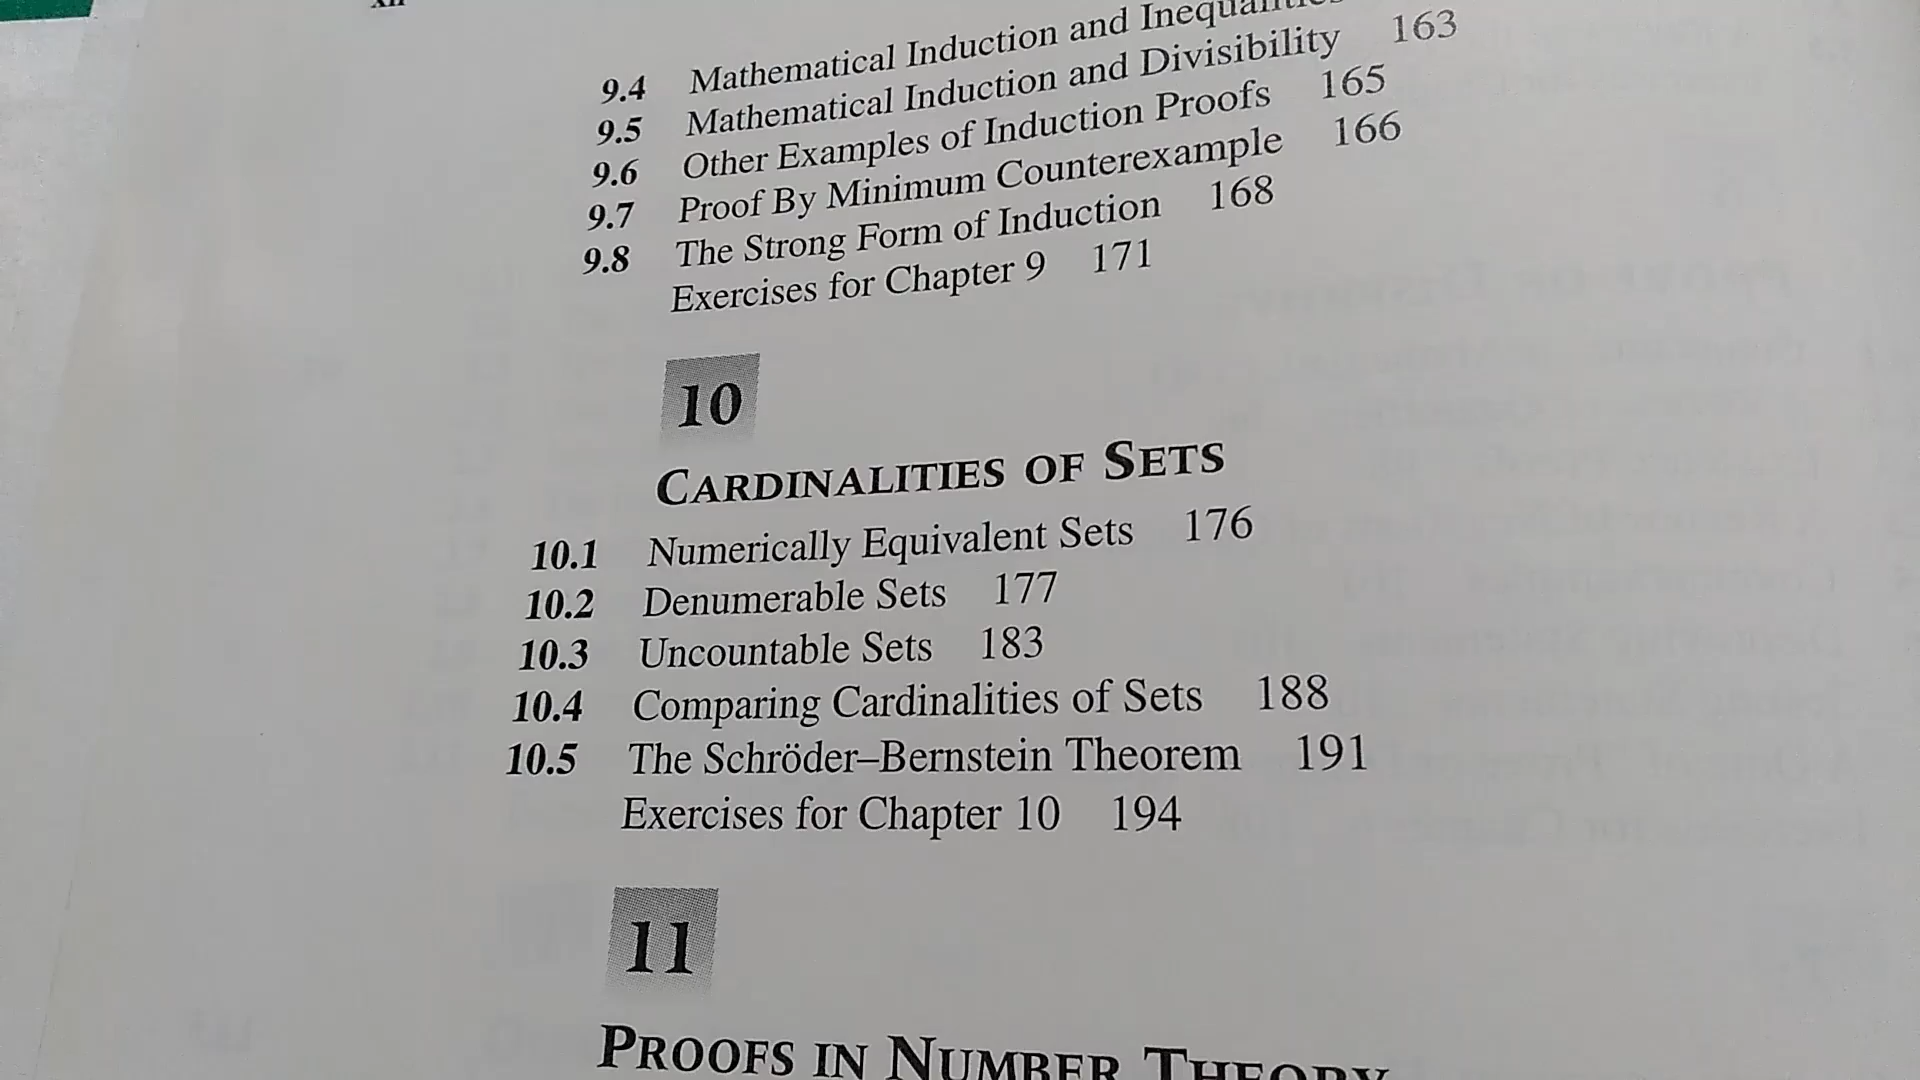 xii
9.4 Mathematical Induction and Inequalities
9.5 Mathematical Induction and Divisibility 163
9.6 Other Examples of Induction Proofs 165
9.7 Proof By Minimum Counterexample 166
9.8 The Strong Form of Induction 168
Exercises for Chapter 9 171
10
CARDINALITIES OF SETS
10.1 Numerically Equivalent Sets 176
10.2 Denumerable Sets 177
10.3 Uncountable Sets 183
10.4 Comparing Cardinalities of Sets 188
10.5 The Schröder–Bernstein Theorem 191
Exercises for Chapter 10 194
11
PROOFS IN NUMBER THEORY